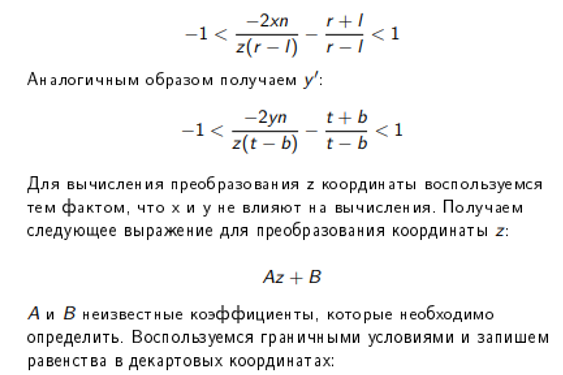 −1 < \frac{−2xn}{z(r − l)} − \frac{r + l}{r − l} < 1
Аналогичным образом получаем y′:
−1 < \frac{−2yn}{z(t − b)} − \frac{t + b}{t − b} < 1
Для вычисления преобразования z координаты воспользуемся
тем фактом, что x и y не влияют на вычисления. Получаем
следующее выражение для преобразования координаты z:
Az + B
A и B неизвестные коэффициенты, которые необходимо
определить. Воспользуемся граничными условиями и запишем
равенства в декартовых координатах: